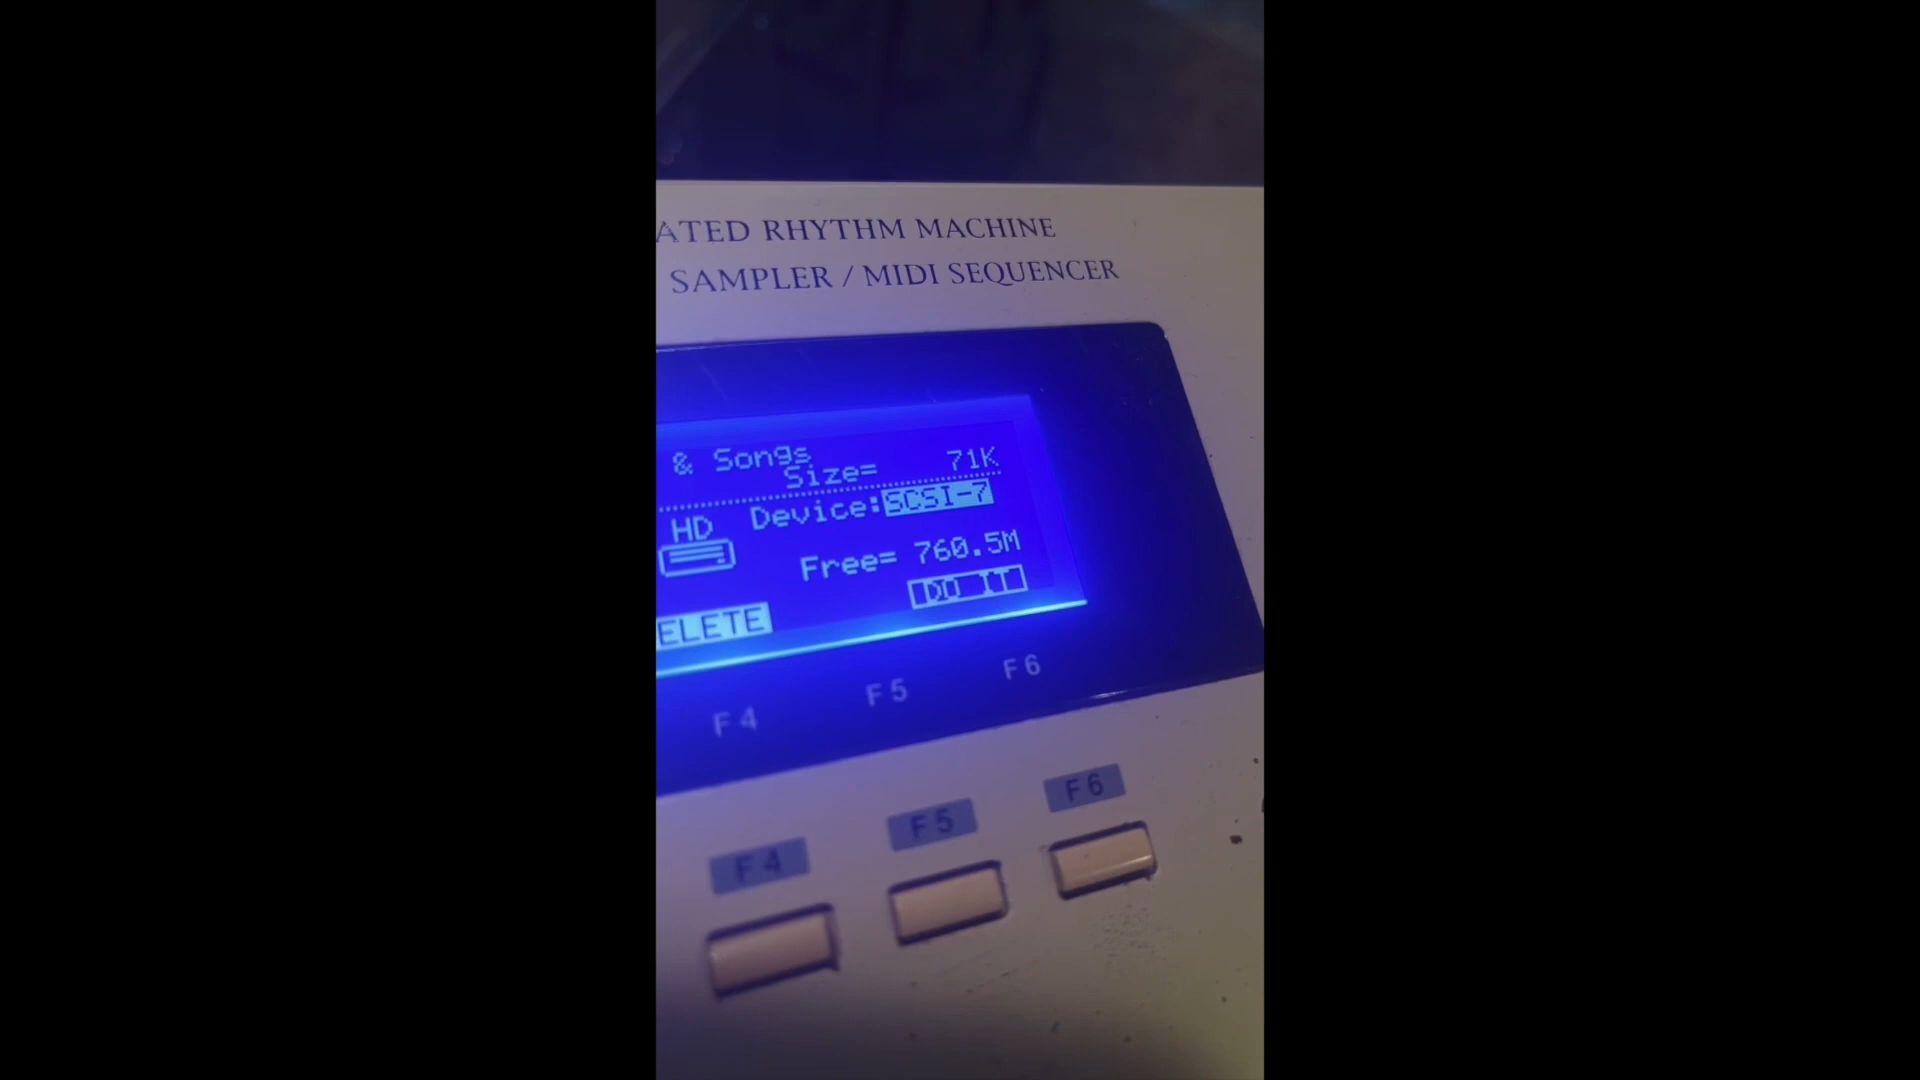 ATED RHYTHM MACHINE
SAMPLER / MIDI SEQUENCER
& Songs
Size= 71K
HD Device:SCSI-7
Free= 760.5M
ELETE DO IT
F4 F5 F6
F4 F5 F6